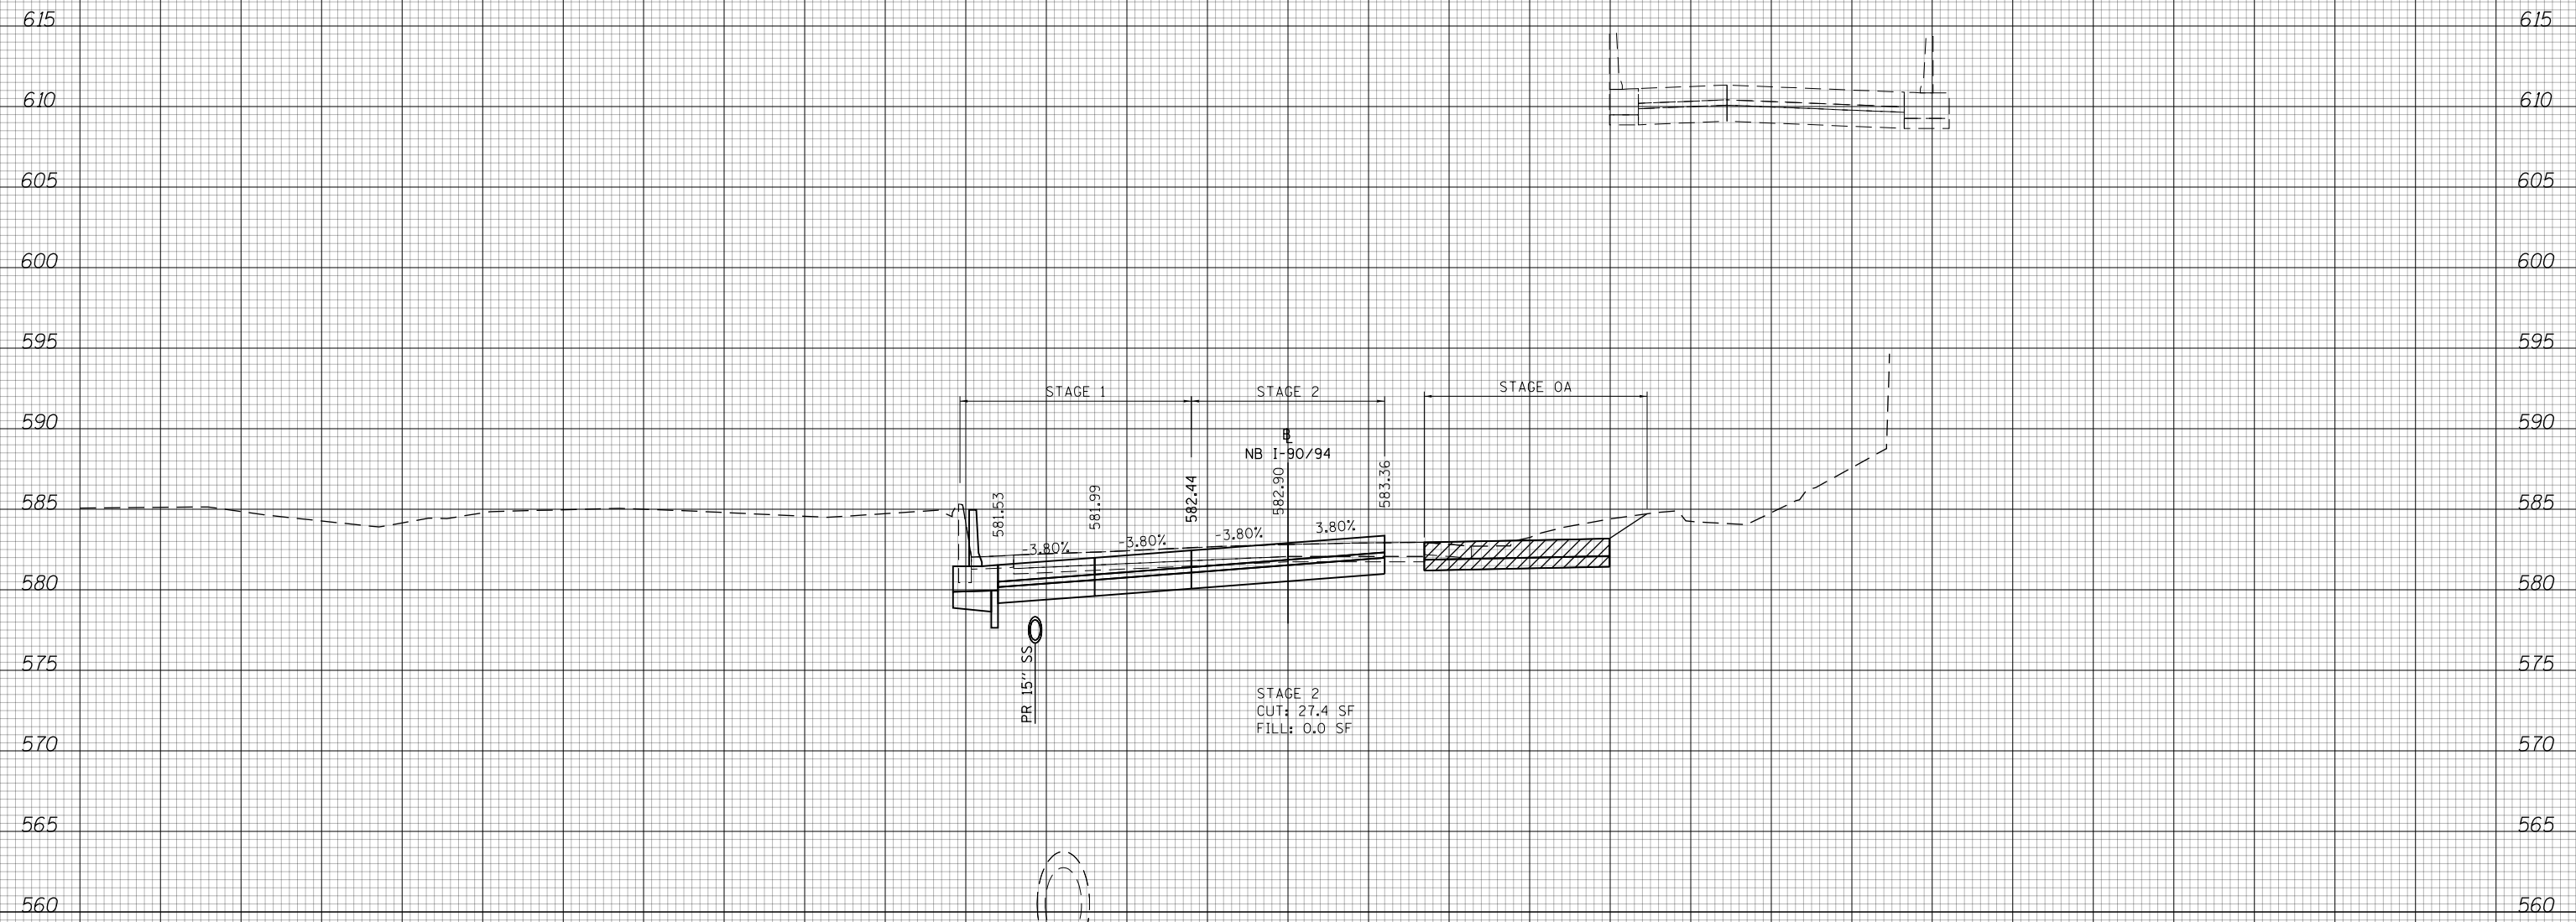 615 615
610 610
605 605
600 600
595 595
STAGE 1 STAGE 2 STAGE 0A
590 590
BL
NB I-90/94
585 581.53 581.99 582.44 582.90 583.36 585
-3.80% -3.80% -3.80% 3.80%
580 580
575 575
PR 15" SS
STAGE 2
CUT: 27.4 SF
FILL: 0.0 SF
570 570
565 565
560 560